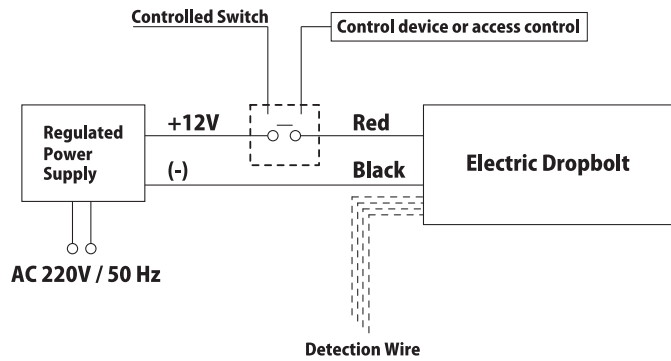 Controlled Switch
Control device or access control
Regulated
Power
Supply
+12V
Red
(-)
Black
Electric Dropbolt
AC 220V / 50 Hz
Detection Wire